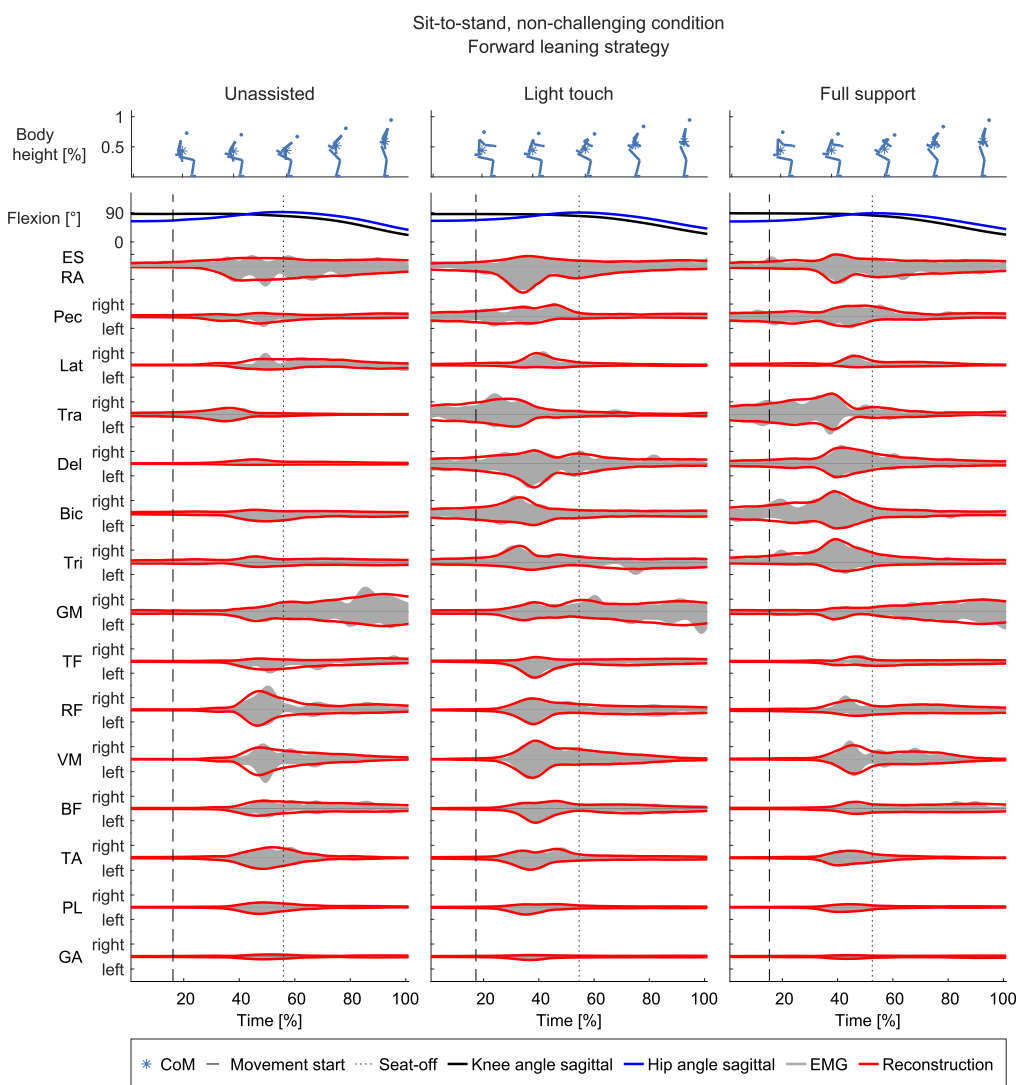 Sit-to-stand, non-challenging condition
Forward leaning strategy
Unassisted Light touch Full support
Body
height [%]
1
0.5
Flexion [°]
90
0
ES
RA
Pec right
left
Lat right
left
Tra right
left
Del right
left
Bic right
left
Tri right
left
GM right
left
TF right
left
RF right
left
VM right
left
BF right
left
TA right
left
PL right
left
GA right
left
20 40 60 80 100 20 40 60 80 100 20 40 60 80 100
Time [%] Time [%] Time [%]
CoM Movement start Seat-off Knee angle sagittal Hip angle sagittal EMG Reconstruction